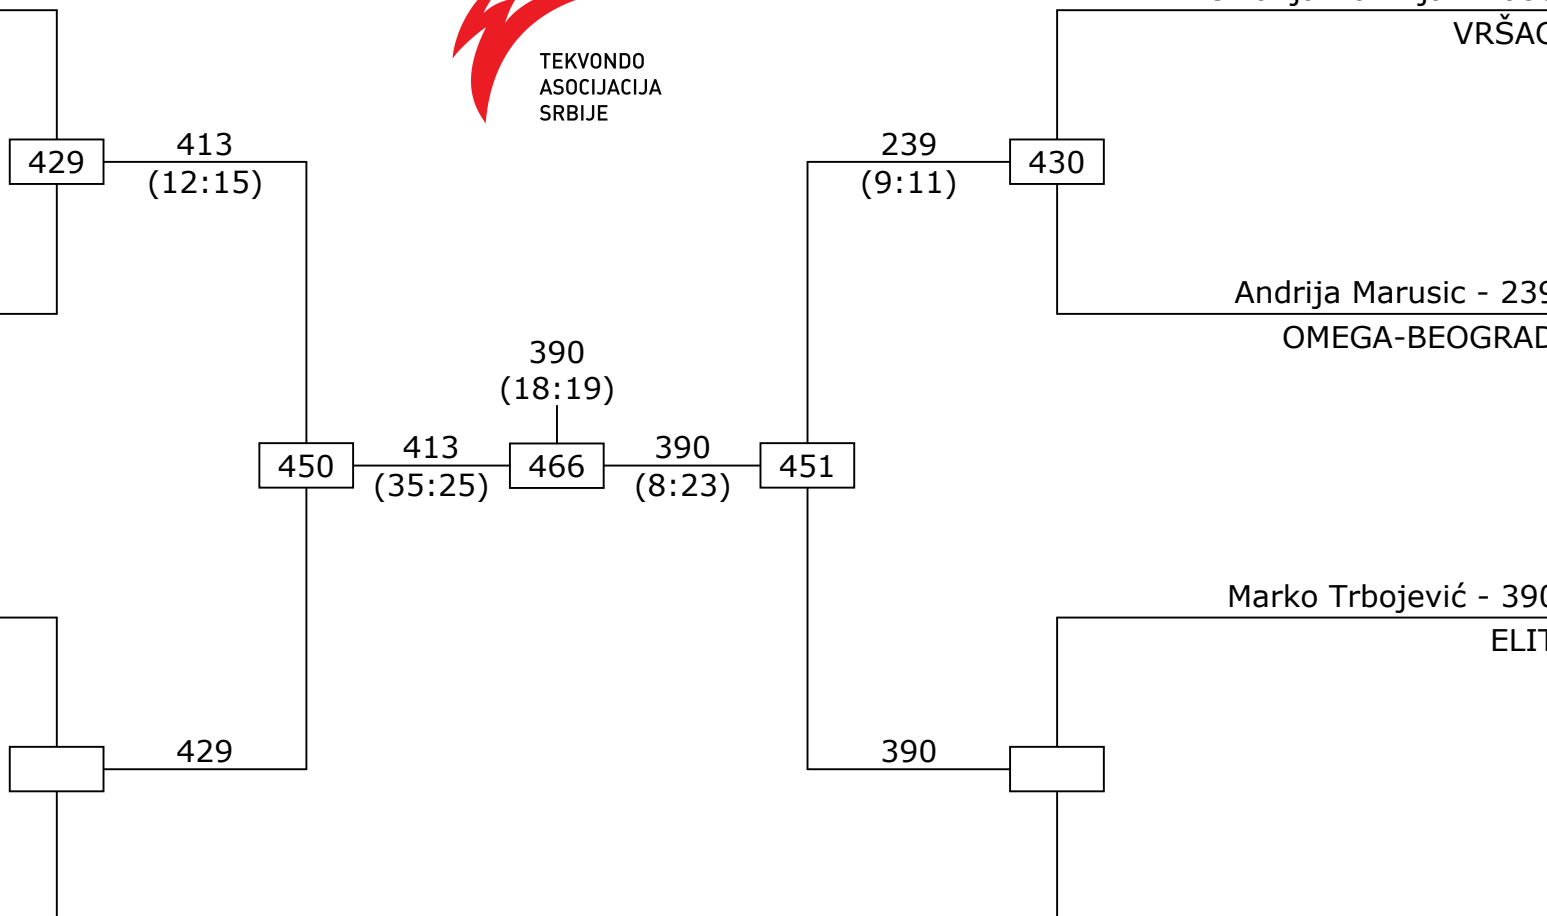 VRŠAC
TEKVONDO
ASOCIJACIJA
SRBIJE
429
413
(12:15)
239
(9:11)
430
Andrija Marusic - 239
OMEGA-BEOGRAD
390
(18:19)
450
413
(35:25)
466
390
(8:23)
451
Marko Trbojević - 390
ELIT
429
390